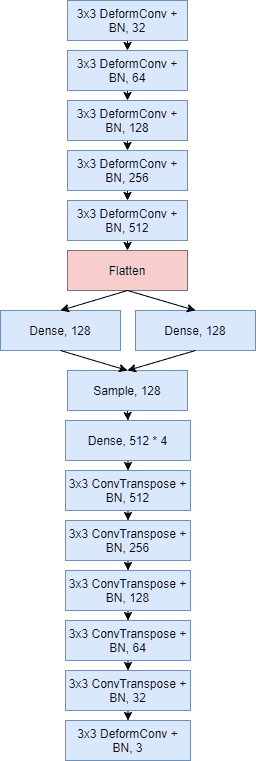 3x3 DeformConv +
BN, 32
3x3 DeformConv +
BN, 64
3x3 DeformConv +
BN, 128
3x3 DeformConv +
BN, 256
3x3 DeformConv +
BN, 512
Flatten
Dense, 128
Dense, 128
Sample, 128
Dense, 512 * 4
3x3 ConvTranspose +
BN, 512
3x3 ConvTranspose +
BN, 256
3x3 ConvTranspose +
BN, 128
3x3 ConvTranspose +
BN, 64
3x3 ConvTranspose +
BN, 32
3x3 DeformConv +
BN, 3